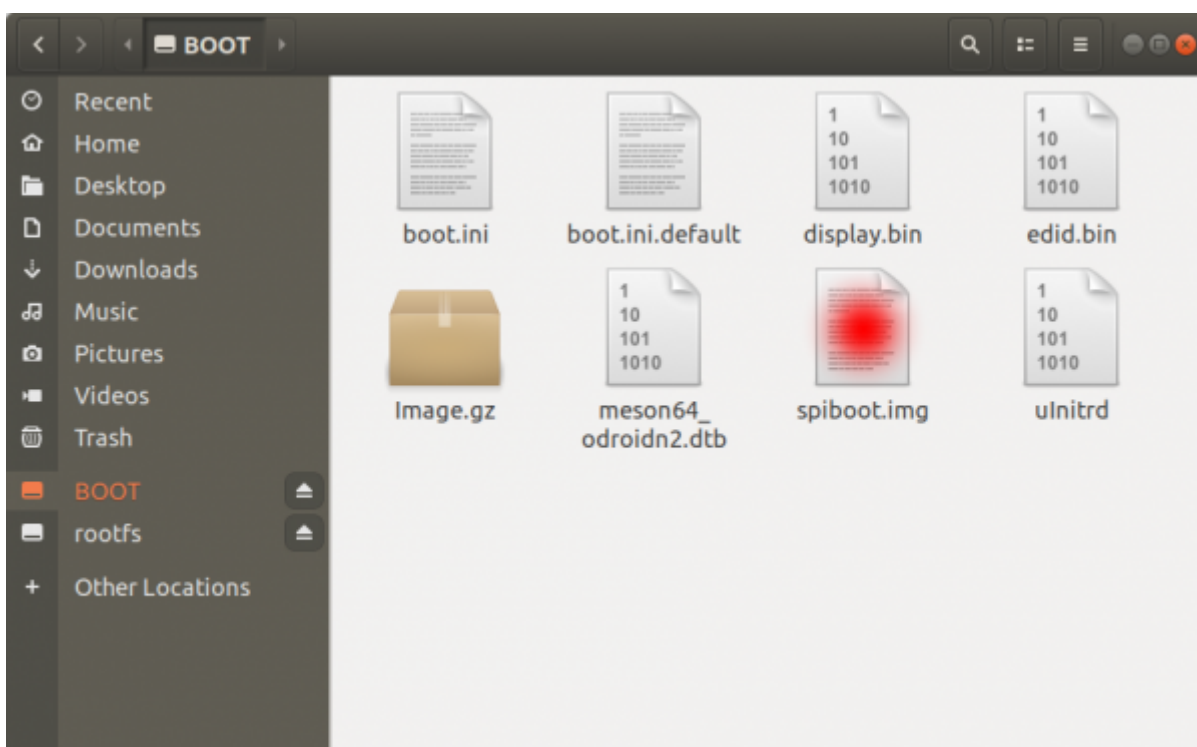 BOOT
Recent
Home
Desktop
Documents
Downloads
Music
Pictures
Videos
Trash
BOOT
rootfs
Other Locations
1
10
101
1010
1
10
101
1010
boot.ini
boot.ini.default
display.bin
edid.bin
1
10
101
1010
1
10
101
1010
Image.gz
meson64_
odroidn2.dtb
spiboot.img
uInitrd